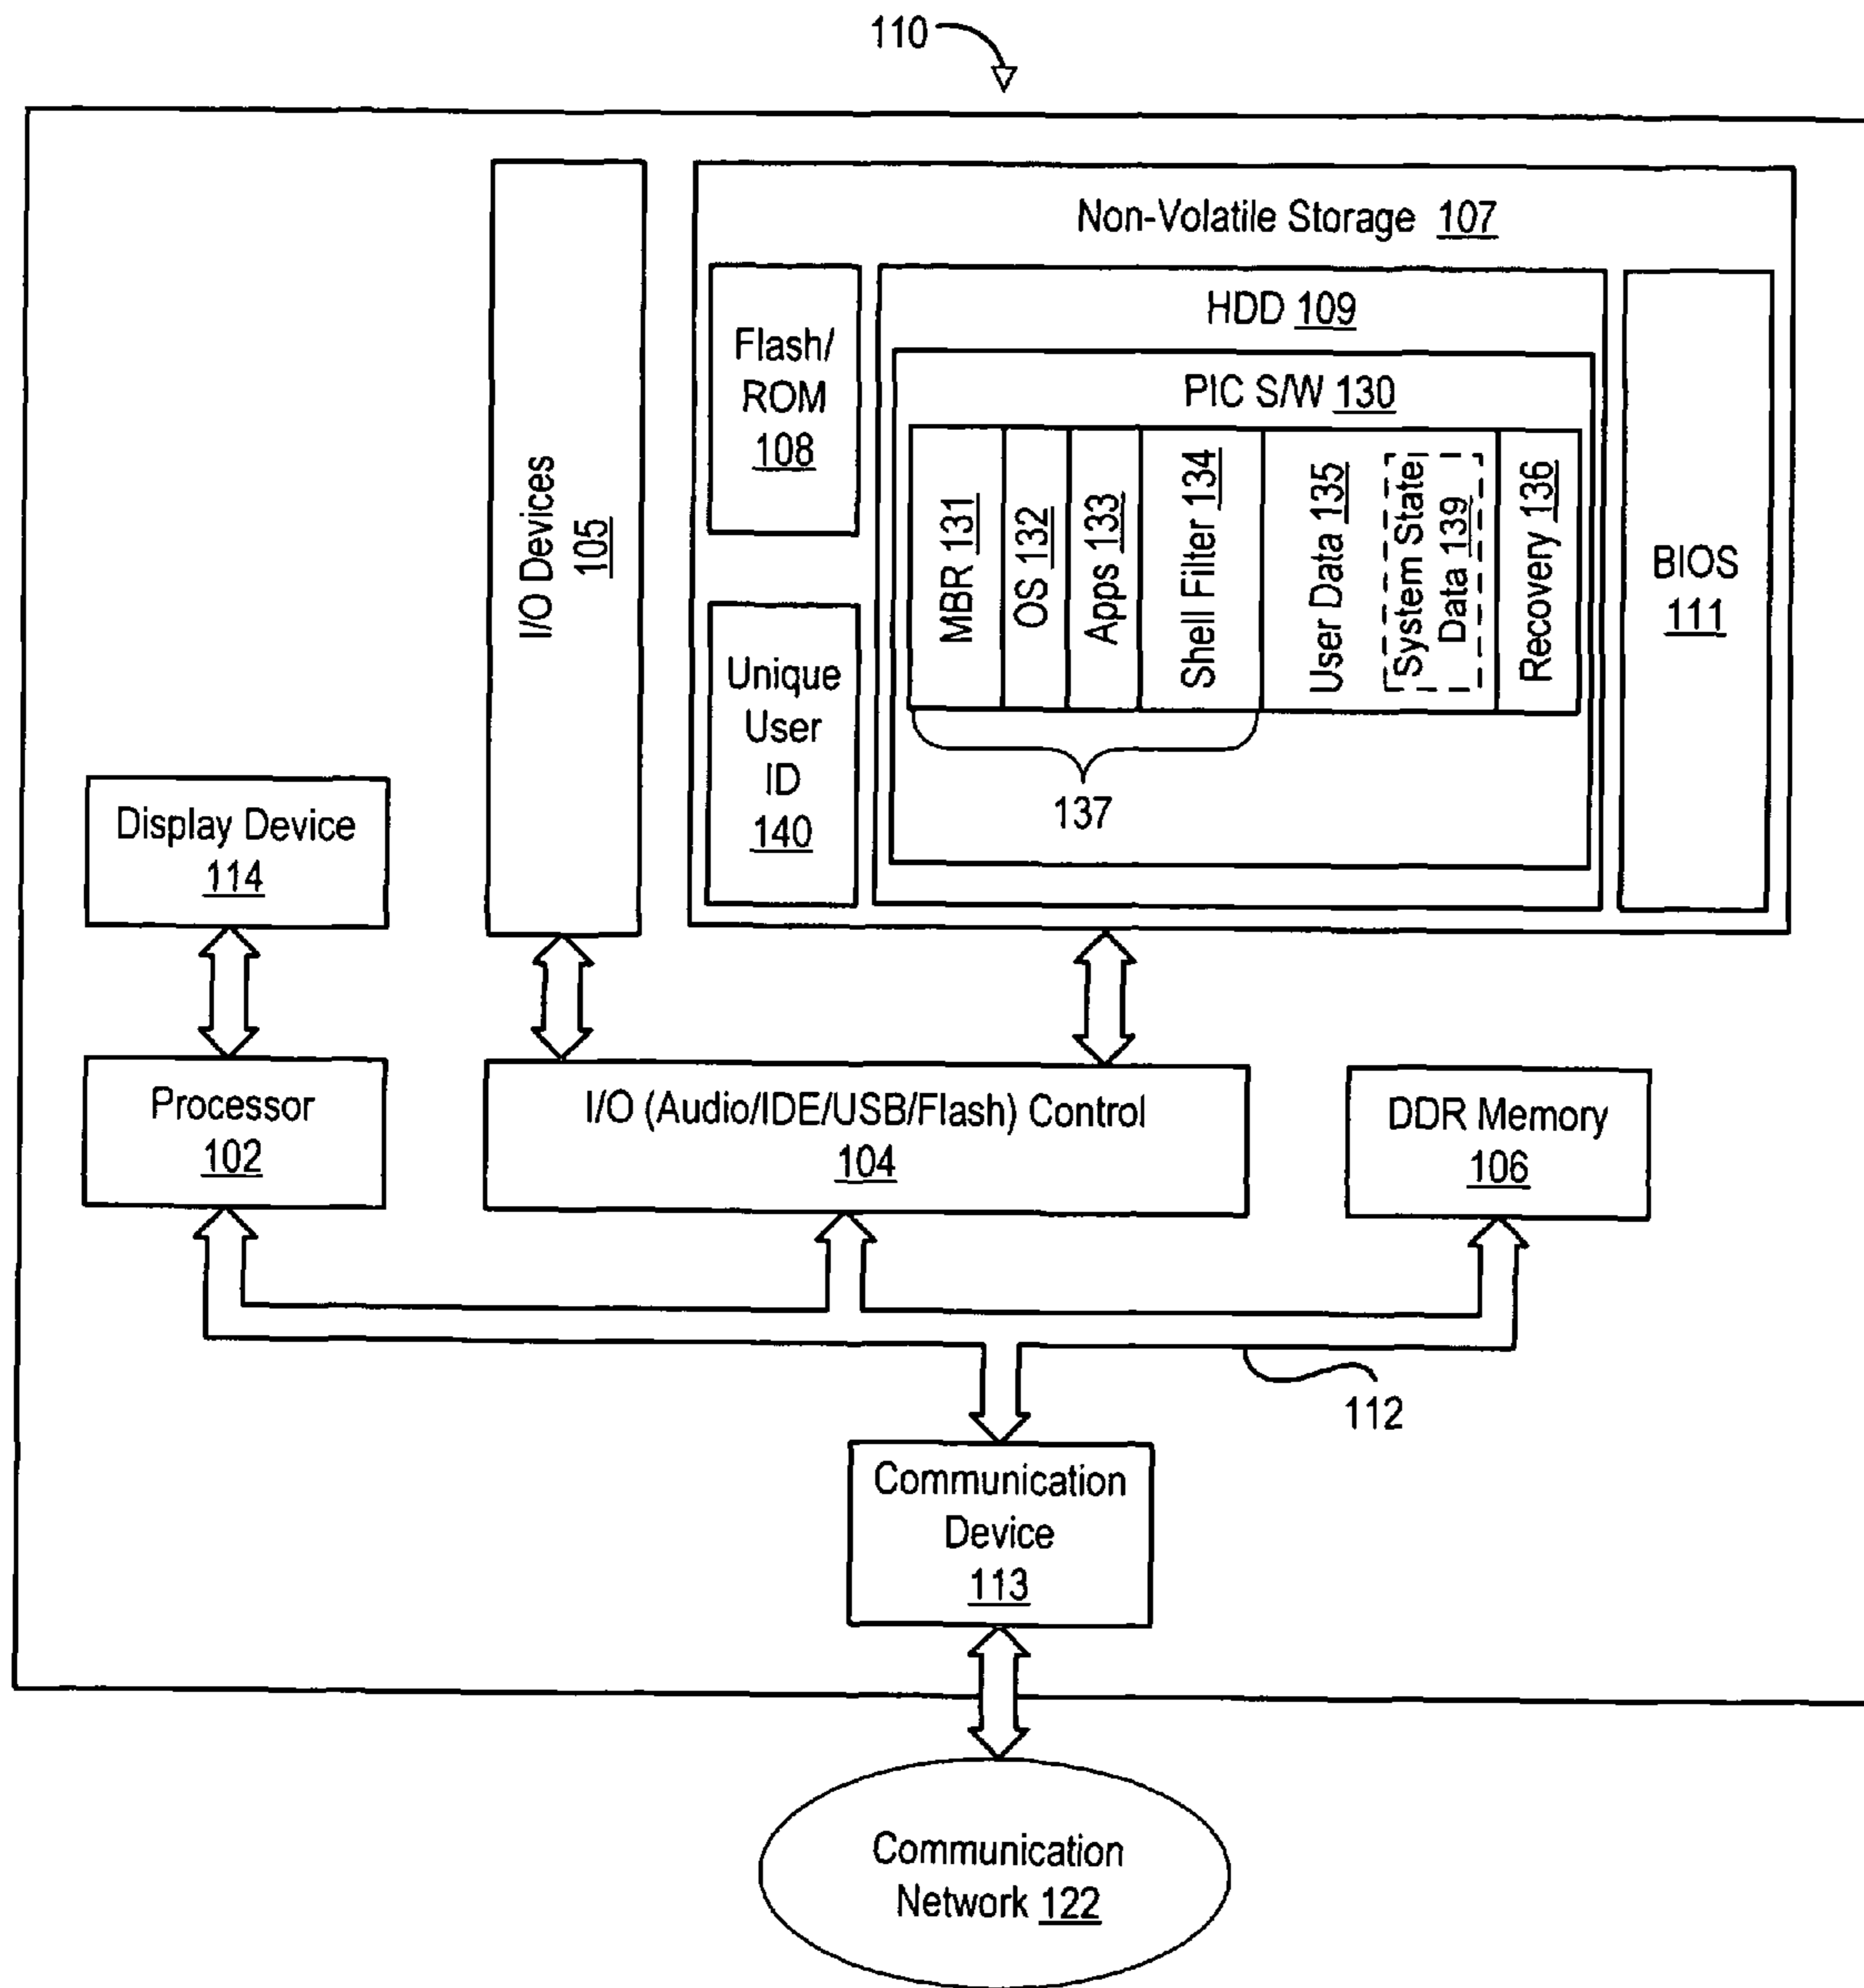 110
Non-Volatile Storage 107
I/O Devices
105
Flash/
ROM
108
Unique
User
ID
140
HDD 109
PIC S/W 130
MBR 131
OS 132
Apps 133
Shell Filter 134
User Data 135
System State
Data 139
Recovery 136
137
BIOS
111
Display Device
114
Processor
102
I/O (Audio/IDE/USB/Flash) Control
104
DDR Memory
106
112
Communication
Device
113
Communication
Network 122